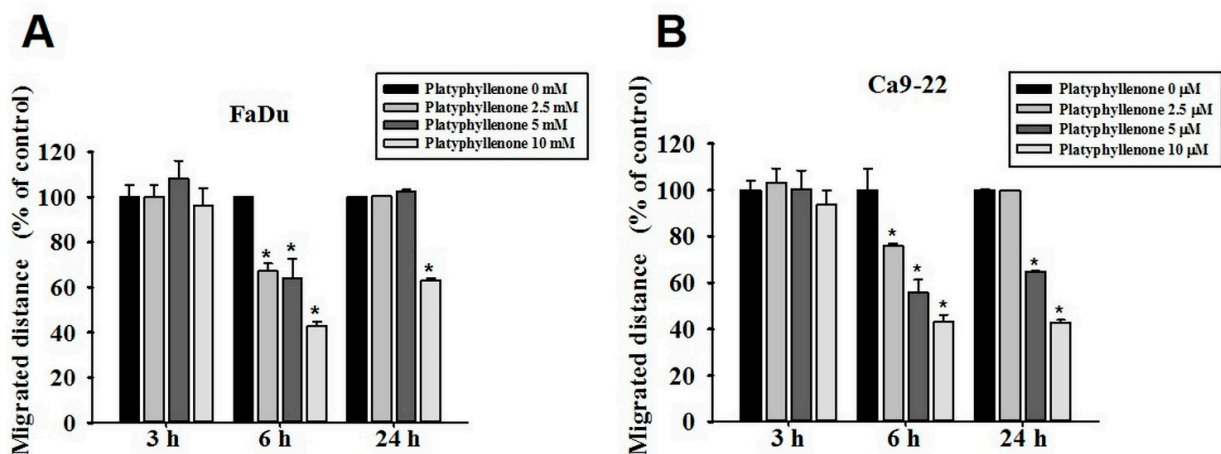 A
FaDu
Platyphyllenone 0 mM
Platyphyllenone 2.5 mM
Platyphyllenone 5 mM
Platyphyllenone 10 mM
Migrated distance (% of control)
120
100
80
60
40
20
0
* * *
*
3 h 6 h 24 h
B
Ca9-22
Platyphyllenone 0 µM
Platyphyllenone 2.5 µM
Platyphyllenone 5 µM
Platyphyllenone 10 µM
Migrated distance (% of control)
120
100
80
60
40
20
0
* * *
* *
3 h 6 h 24 h